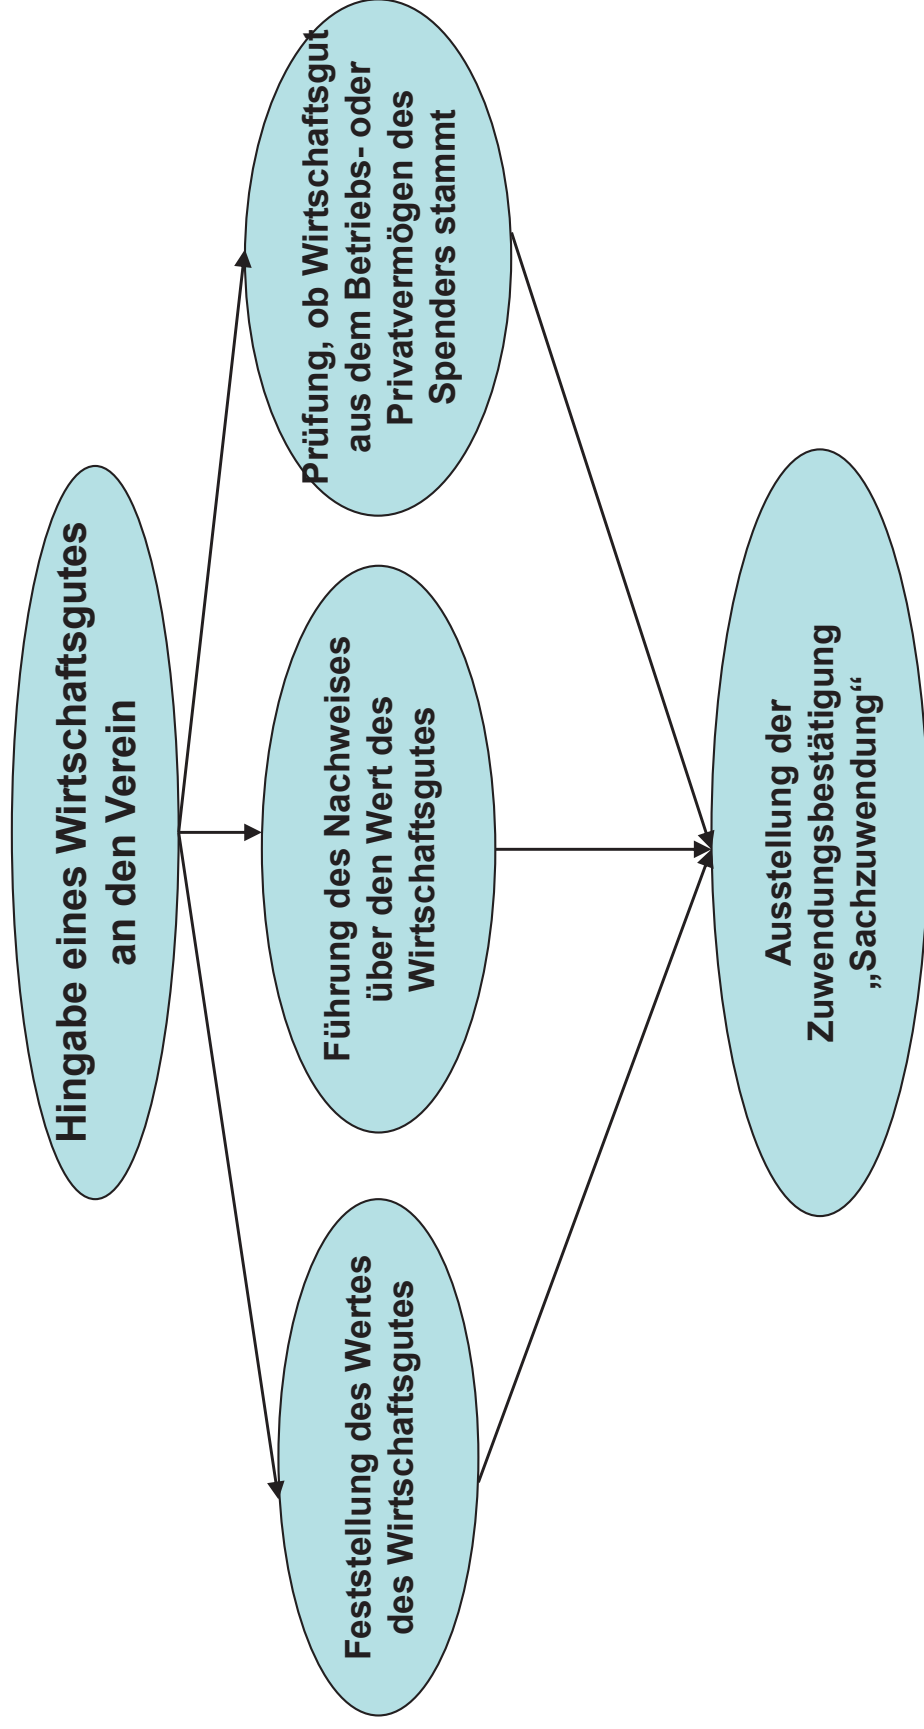 Hingabe eines Wirtschaftsgutes
an den Verein
Feststellung des Wertes
des Wirtschaftsgutes
Führung des Nachweises
über den Wert des
Wirtschaftsgutes
Prüfung, ob Wirtschaftsgut
aus dem Betriebs- oder
Privatvermögen des
Spenders stammt
Ausstellung der
Zuwendungsbestätigung
„Sachzuwendung“